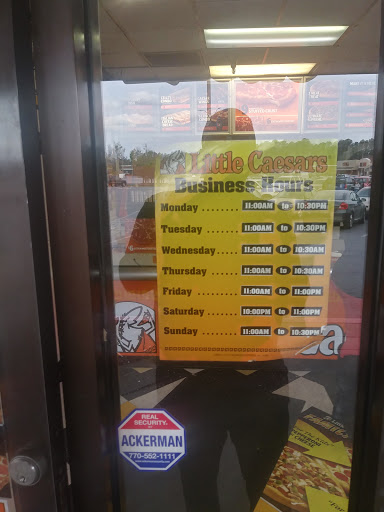 Little Caesars
Business Hours
Monday ...... 11:00AM to 10:30PM
Tuesday ...... 11:00AM to 10:30PM
Wednesday ..... 11:00AM to 10:30AM
Thursday ...... 11:00AM to 10:30AM
Friday ...... 11:00AM to 11:00PM
Saturday ...... 10:00PM to 11:00PM
Sunday ....... 11:00AM to 10:30PM
REAL
SECURITY
BY
ACKERMAN
770-552-1111